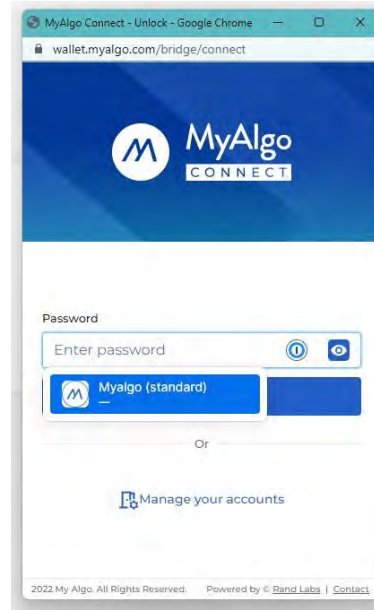 MyAlgo Connect - Unlock - Google Chrome
wallet.myalgo.com/bridge/connect
MyAlgo
CONNECT
Password
Enter password
Myalgo (standard)
—
Or
Manage your accounts
2022 My Algo. All Rights Reserved. Powered by © Rand Labs | Contact